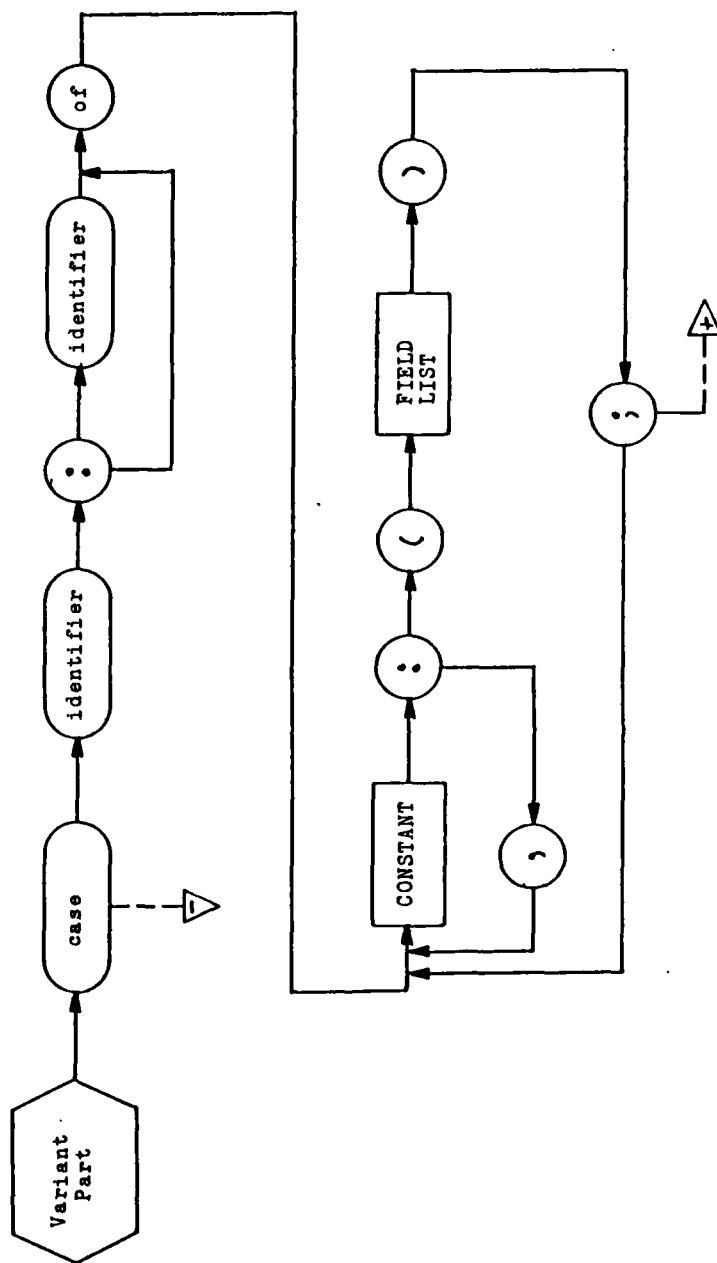 Variant
Part
case
-
identifier
:
identifier
of
CONSTANT
:
(
FIELD
LIST
)
,
;
+